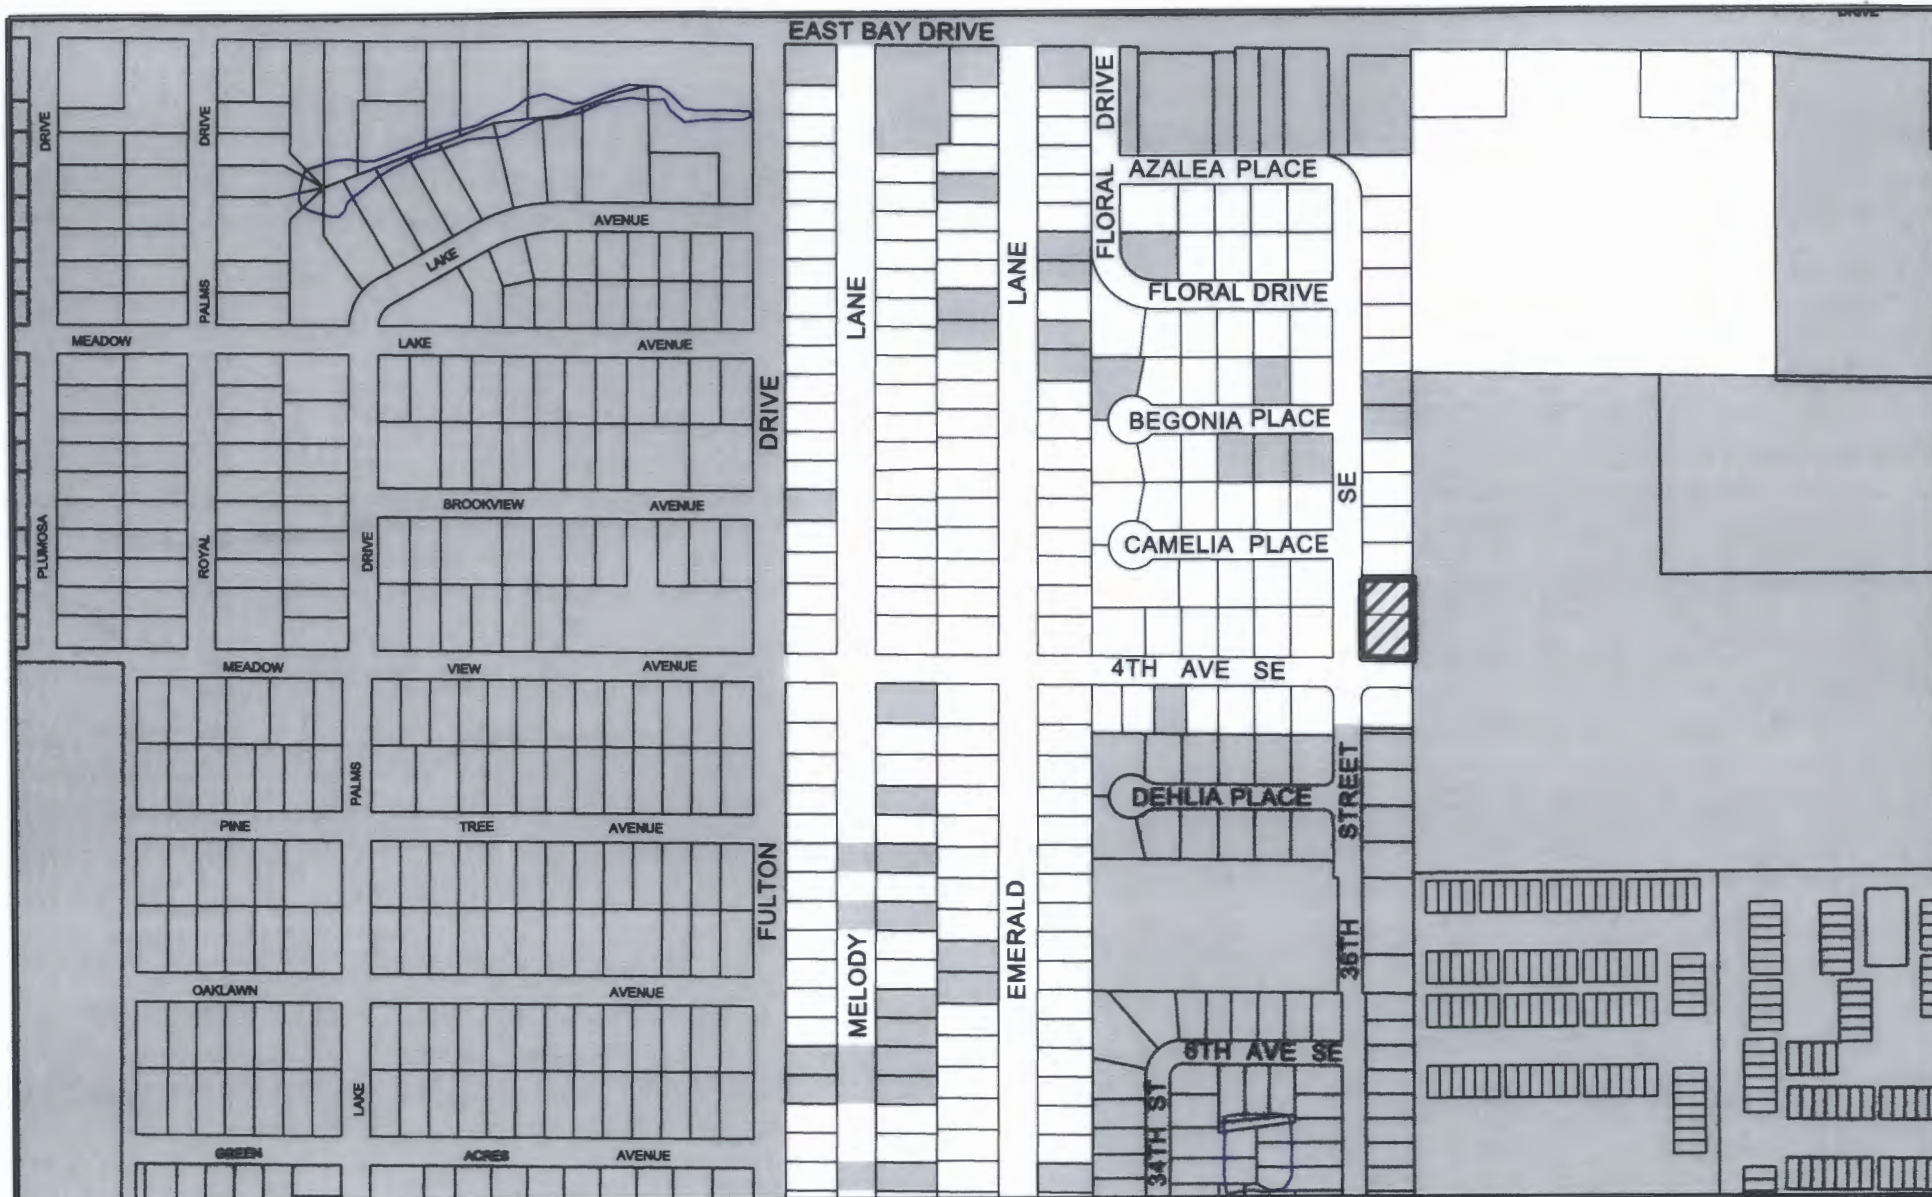 EAST BAY DRIVE
DRIVE
DRIVE
DRIVE
DRIVE
FLORAL
AZALEA PLACE
AVENUE
LAKE
PALMS
LANE
LANE
FLORAL DRIVE
MEADOW
LAKE
AVENUE
DRIVE
BEGONIA PLACE
SE
BROOKVIEW
AVENUE
PLUMOSA
ROYAL
DRIVE
CAMELIA PLACE
MEADOW
VIEW
AVENUE
4TH AVE SE
PALMS
DEHLIA PLACE
STREET
PINE
TREE
AVENUE
FULTON
EMERALD
MELODY
36TH
OAKLAWN
AVENUE
6TH AVE SE
LAKE
34TH ST
GREEN
ACRES
AVENUE